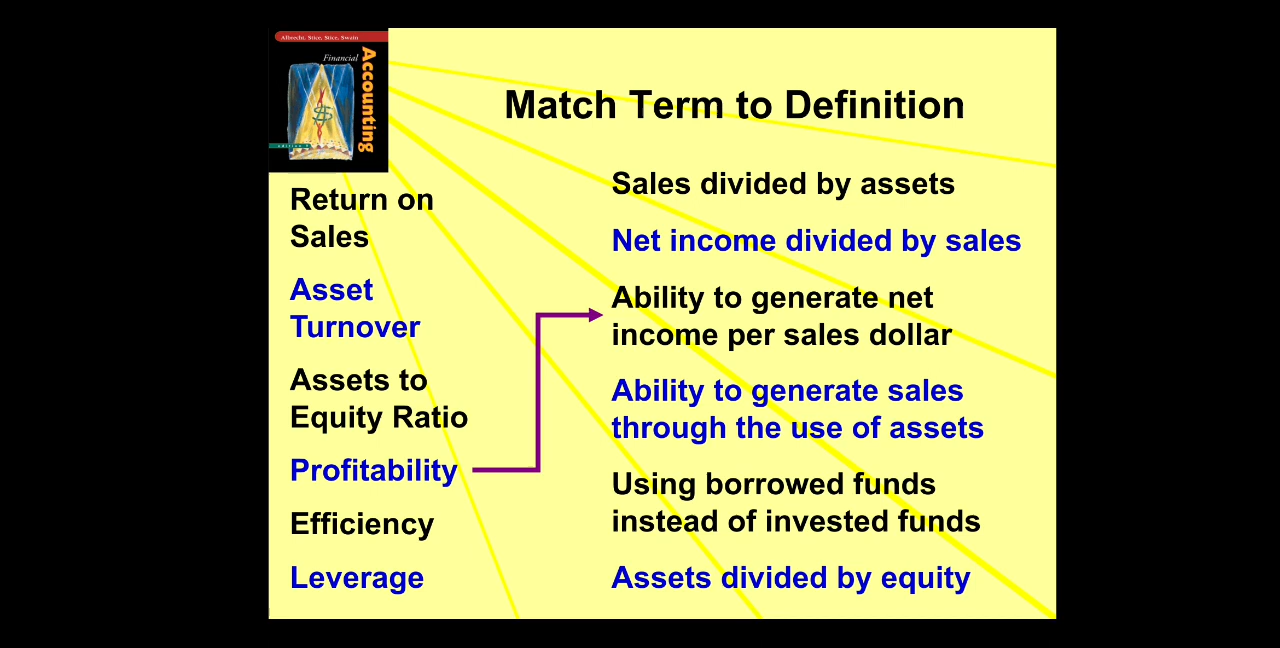 Albrecht, Stice, Stice, Swain
Financial
Accounting
Match Term to Definition
Return on
Sales
Asset
Turnover
Assets to
Equity Ratio
Profitability
Efficiency
Leverage
Sales divided by assets
Net income divided by sales
Ability to generate net
income per sales dollar
Ability to generate sales
through the use of assets
Using borrowed funds
instead of invested funds
Assets divided by equity